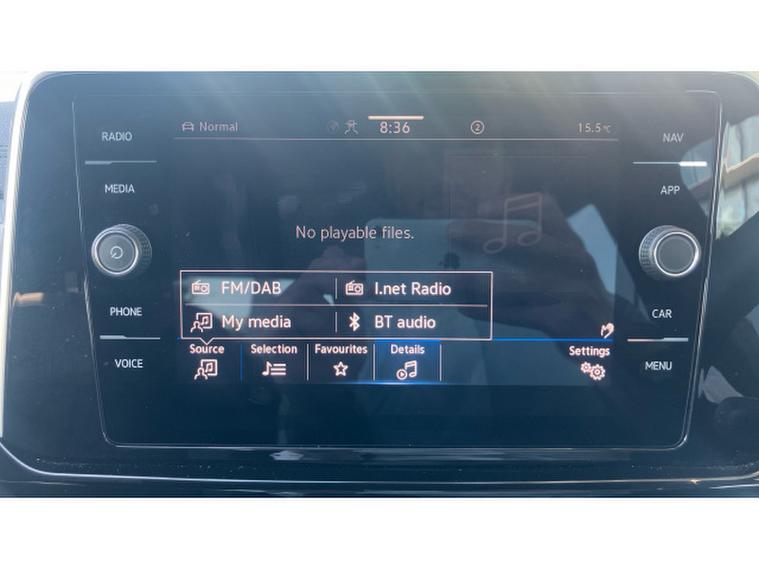 RADIO
MEDIA
PHONE
VOICE
Normal 8:36 2 15.5°C
No playable files.
FM/DAB I.net Radio
My media BT audio
Source Selection Favourites Details Settings
NAV
APP
CAR
MENU